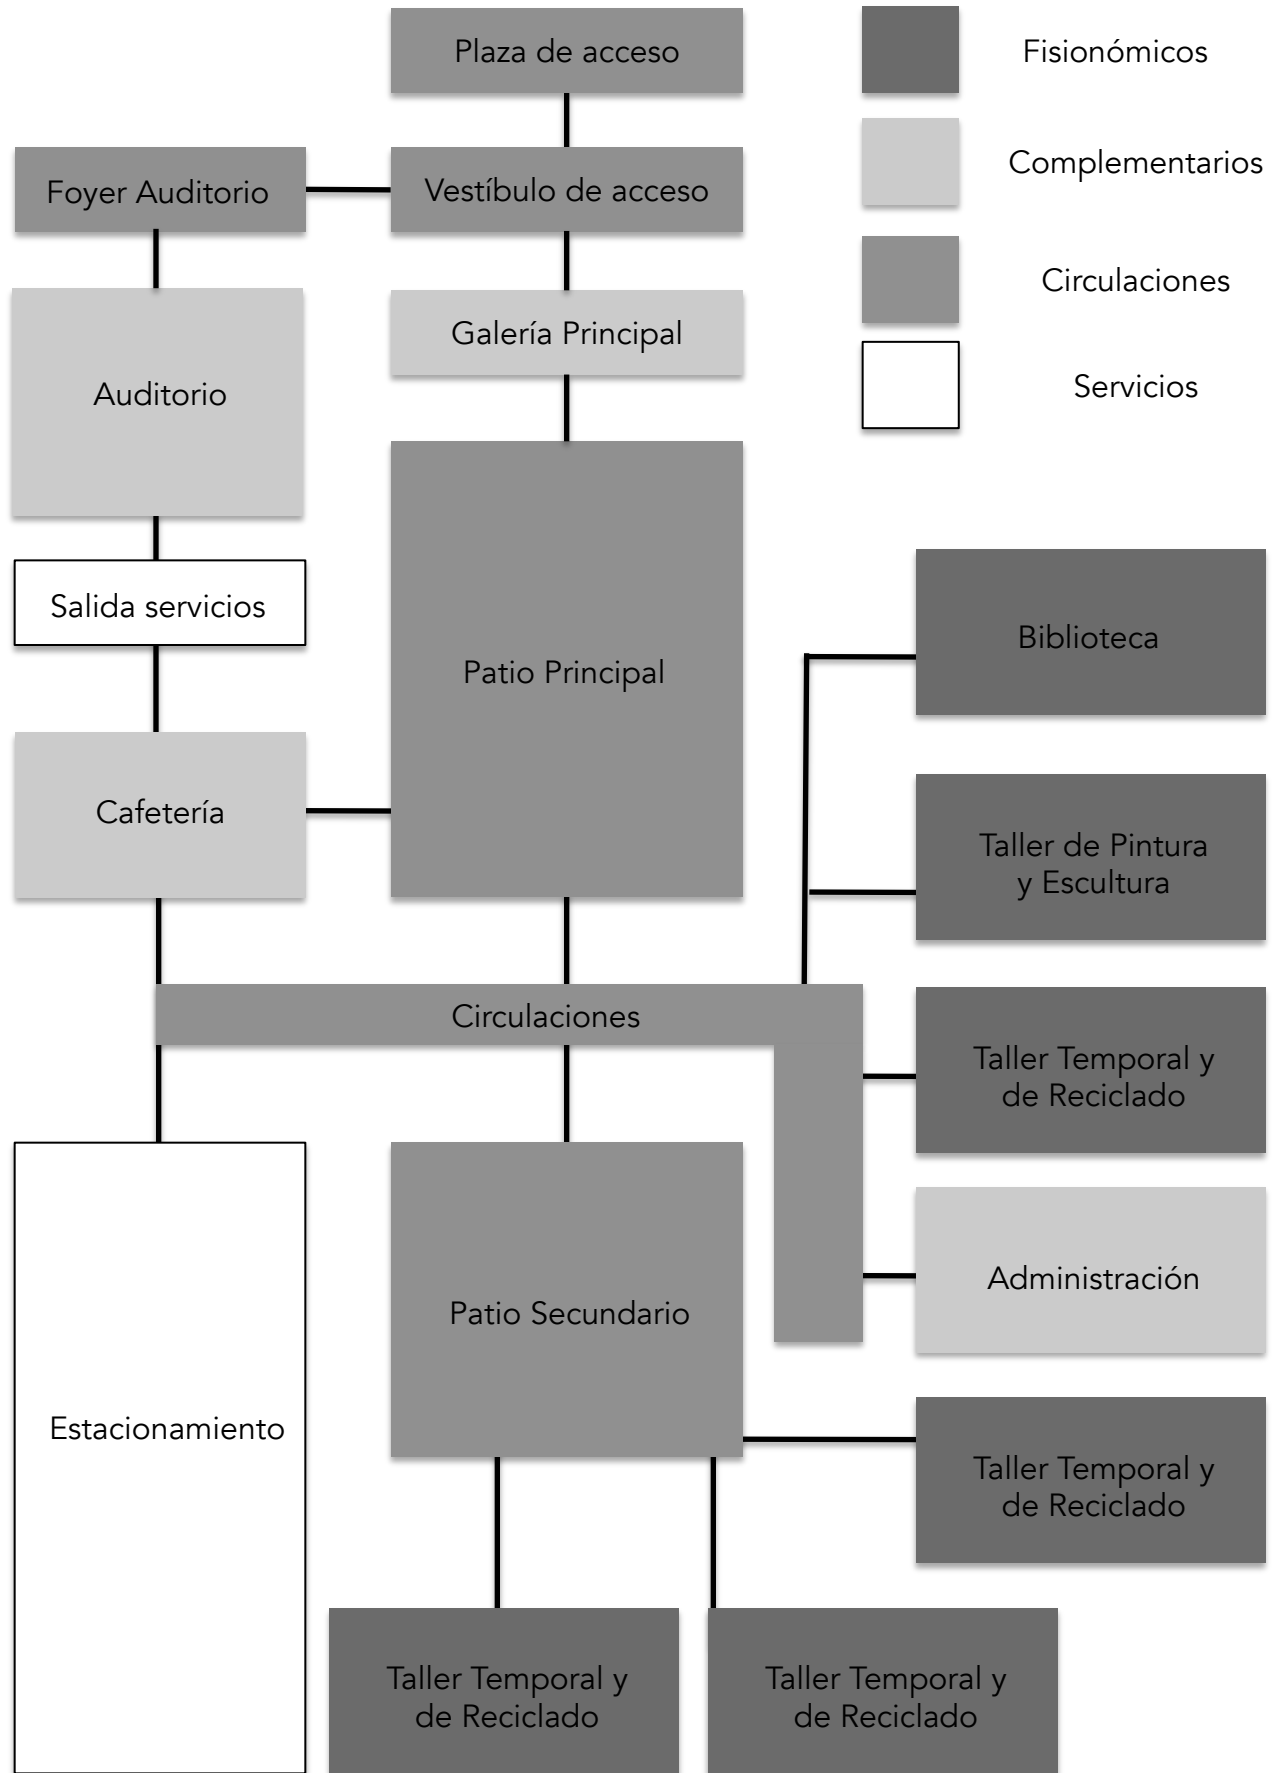 Plaza de acceso
Fisionómicos
Complementarios
Foyer Auditorio
Vestíbulo de acceso
Circulaciones
Galería Principal
Servicios
Auditorio
Salida servicios
Biblioteca
Patio Principal
Cafetería
Taller de Pintura
y Escultura
Circulaciones
Taller Temporal y
de Reciclado
Administración
Patio Secundario
Estacionamiento
Taller Temporal y
de Reciclado
Taller Temporal y
de Reciclado
Taller Temporal y
de Reciclado